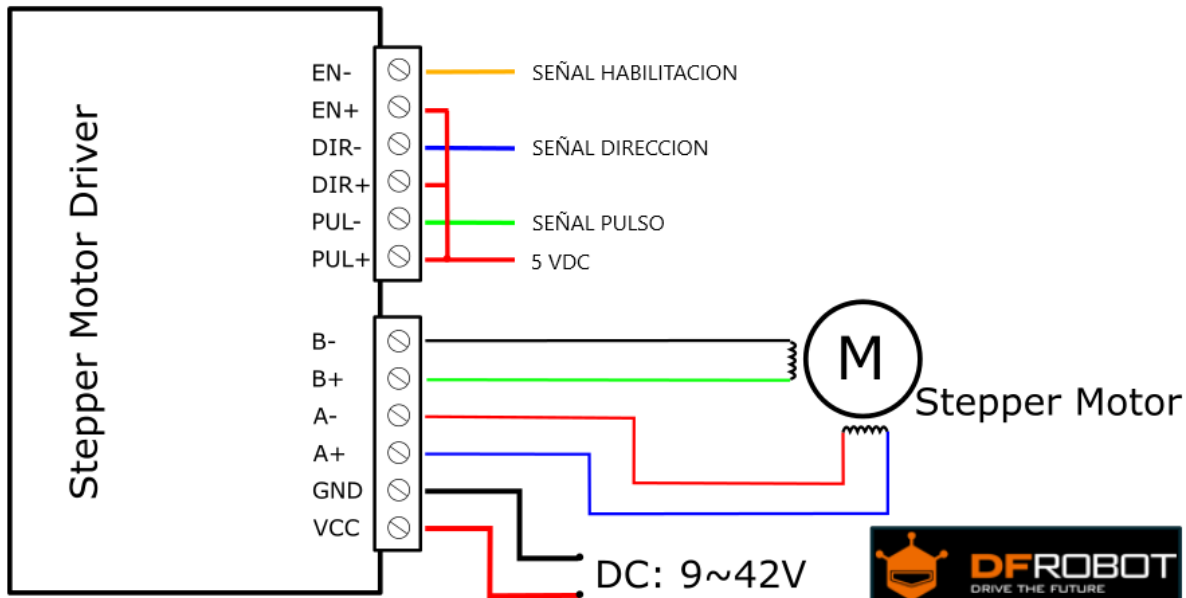 Stepper Motor Driver
EN- SEÑAL HABILITACION
EN+
DIR- SEÑAL DIRECCION
DIR+
PUL- SEÑAL PULSO
PUL+ 5 VDC
B-
B+
A-
A+
GND
VCC
M
Stepper Motor
DC: 9~42V
DFROBOT
DRIVE THE FUTURE